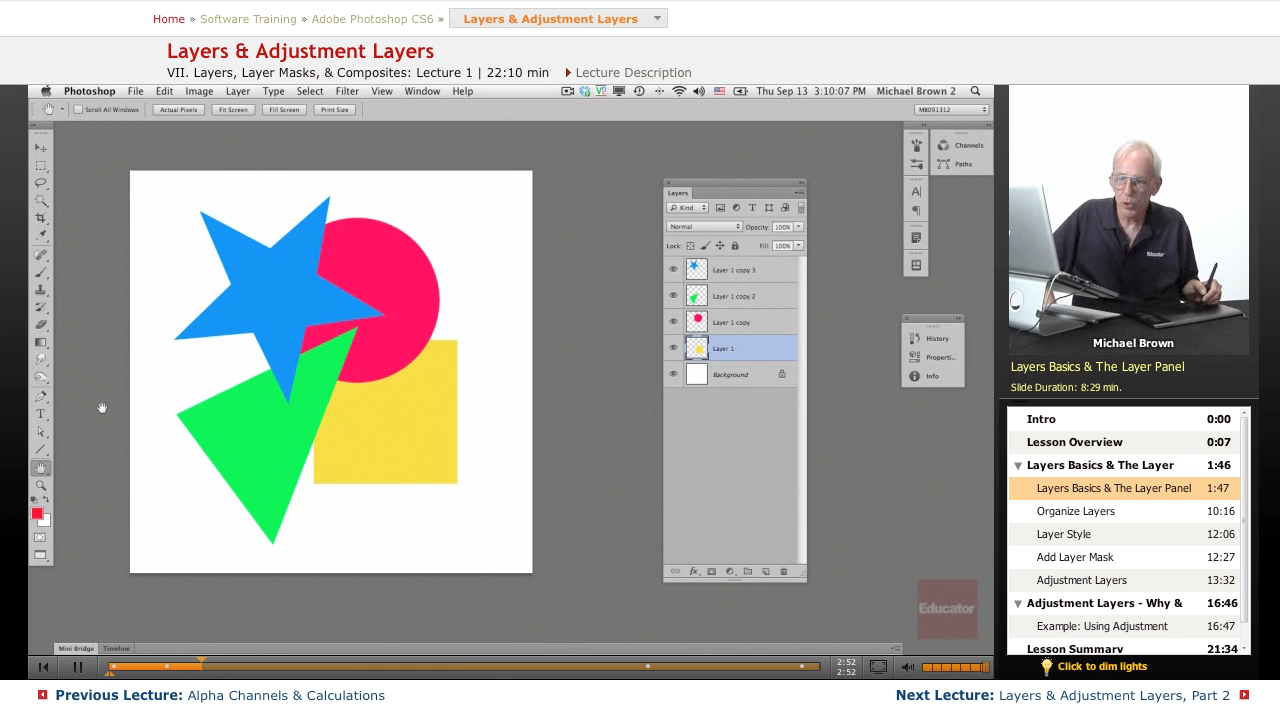 Home » Software Training » Adobe Photoshop CS6 » Layers & Adjustment Layers
Layers & Adjustment Layers
VII. Layers, Layer Masks, & Composites: Lecture 1 | 22:10 min Lecture Description
Photoshop File Edit Image Layer Type Select Filter View Window Help Thu Sep 13 3:10:07 PM Michael Brown 2
Scroll All Windows Actual Pixels Fit Screen Fill Screen Print Size MB091312
Channels
Paths
Layers
Kind
Normal Opacity: 100%
Lock: Fill: 100%
Layer 1 copy 3
Layer 1 copy 2
Layer 1 copy
Layer 1
Background
History
Properti...
Info
Educator
Mini Bridge Timeline
2:52
2:52
Educator
Michael Brown
Layers Basics & The Layer Panel
Slide Duration: 8:29 min.
Intro 0:00
Lesson Overview 0:07
Layers Basics & The Layer 1:46
Layers Basics & The Layer Panel 1:47
Organize Layers 10:16
Layer Style 12:06
Add Layer Mask 12:27
Adjustment Layers 13:32
Adjustment Layers - Why & 16:46
Example: Using Adjustment 16:47
Lesson Summary 21:34
Click to dim lights
Previous Lecture: Alpha Channels & Calculations
Next Lecture: Layers & Adjustment Layers, Part 2